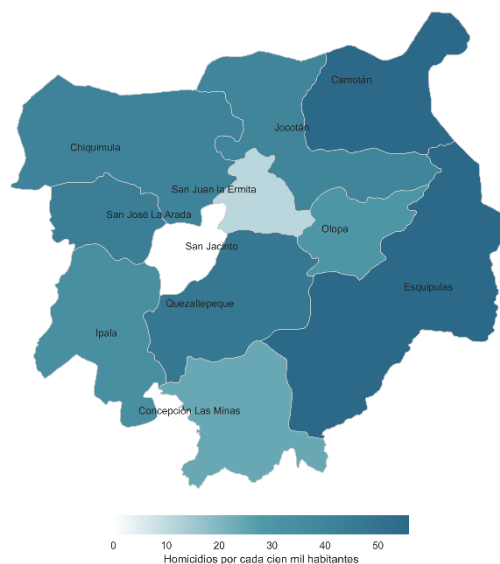 Camotán
Jocotán
Chiquimula
San Juan la Ermita
San José La Arada
Olopa
San Jacinto
Esquipulas
Quezaltepeque
Ipala
Concepción Las Minas
0 10 20 30 40 50
Homicidios por cada cien mil habitantes